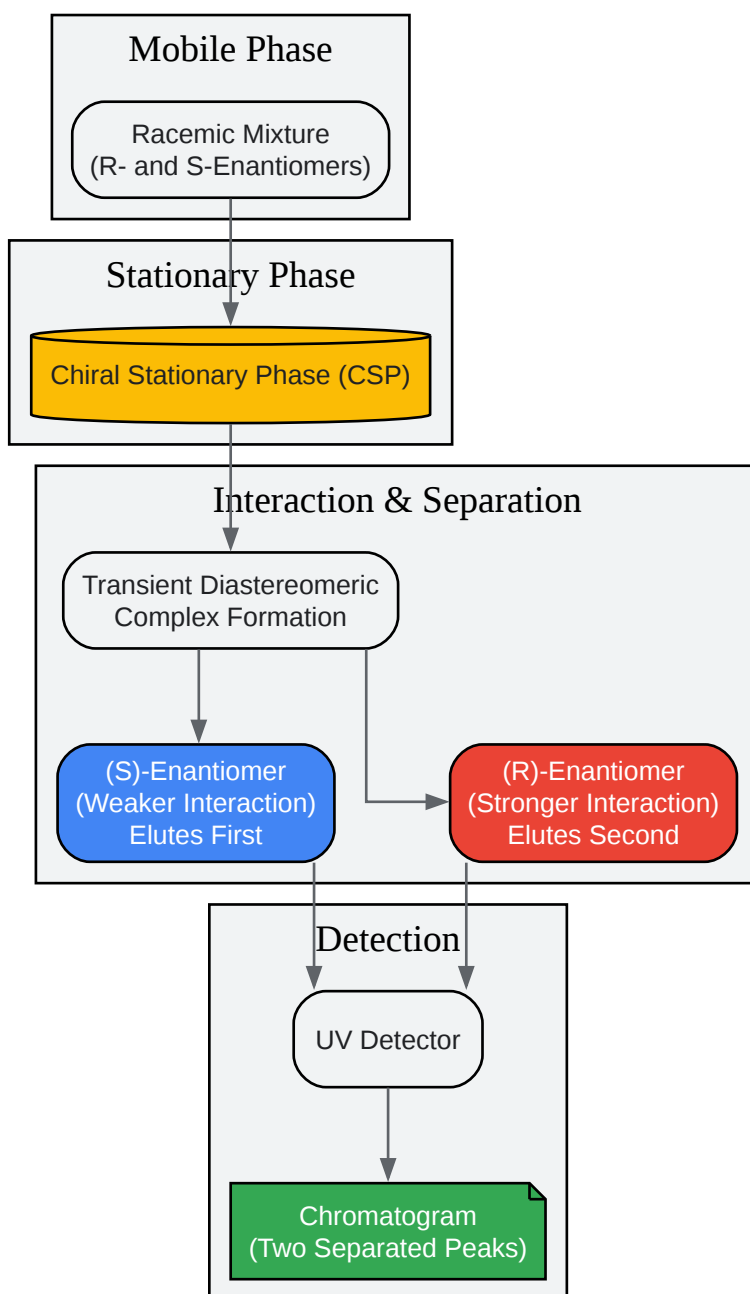 Mobile Phase
Racemic Mixture
(R- and S-Enantiomers)
Stationary Phase
Chiral Stationary Phase (CSP)
Interaction & Separation
Transient Diastereomeric
Complex Formation
(S)-Enantiomer
(Weaker Interaction)
Elutes First
(R)-Enantiomer
(Stronger Interaction)
Elutes Second
Detection
UV Detector
Chromatogram
(Two Separated Peaks)